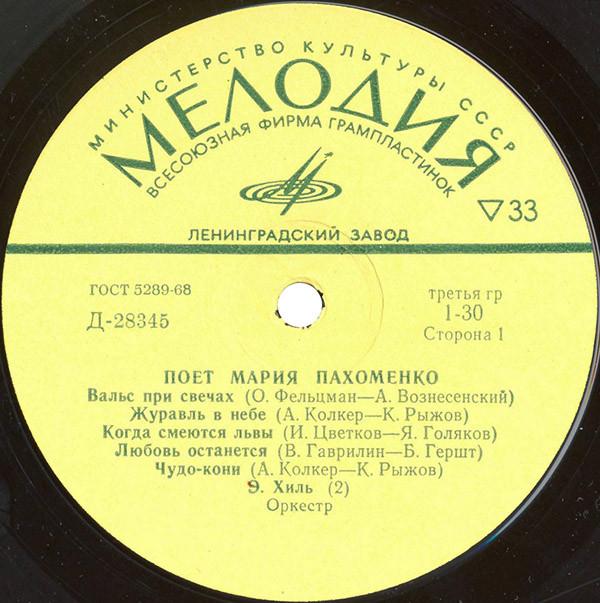 МИНИСТЕРСТВО КУЛЬТУРЫ СССР
МЕЛОДИЯ
ВСЕСОЮЗНАЯ ФИРМА ГРАМПЛАСТИНОК
▽33
ЛЕНИНГРАДСКИЙ ЗАВОД
ГОСТ 5289-68
Д-28345
третья гр
1-30
Сторона 1
ПОЕТ МАРИЯ ПАХОМЕНКО
Вальс при свечах (О. Фельцман—А. Вознесенский)
Журавль в небе (А. Колкер—К. Рыжов)
Когда смеются львы (И. Цветков—Я. Голяков)
Любовь останется (В. Гаврилин—Б. Гершт)
Чудо-кони (А. Колкер—К. Рыжов)
Э. Хиль (2)
Оркестр